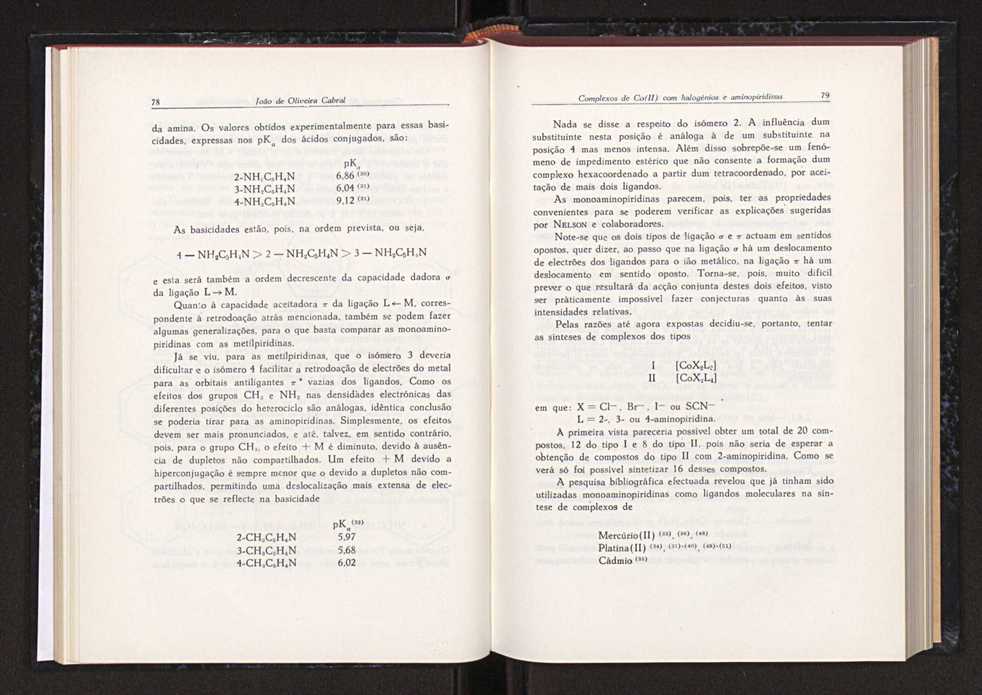 78 João de Oliveira Cabral
da amina. Os valores obtidos experimentalmente para essas basi-
cidades, expressas nos pKa dos ácidos conjugados, são:
pKa
2-NH₂C₅H₄N 6,86 (30)
3-NH₂C₅H₄N 6,04 (31)
4-NH₂C₅H₄N 9,12 (31)
As basicidades estão, pois, na ordem prevista, ou seja,
4 — NH₂C₅H₄N > 2 — NH₂C₅H₄N > 3 — NH₂C₅H₄N
e esta será também a ordem decrescente da capacidade dadora σ
da ligação L → M.
Quanto à capacidade aceitadora π da ligação L ← M, corres-
pondente à retrodoação atrás mencionada, também se podem fazer
algumas generalizações, para o que basta comparar as monoamino-
piridinas com as metilpiridinas.
Já se viu, para as metilpiridinas, que o isómero 3 deveria
dificultar e o isómero 4 facilitar a retrodoação de electrões do metal
para as orbitais antiligantes π* vazias dos ligandos. Como os
efeitos dos grupos CH₃ e NH₂ nas densidades electrónicas das
diferentes posições do heterociclo são análogas, idêntica conclusão
se poderia tirar para as aminopiridinas. Simplesmente, os efeitos
devem ser mais pronunciados, e até, talvez, em sentido contrário,
pois, para o grupo CH₃, o efeito + M é diminuto, devido à ausên-
cia de dupletos não compartilhados. Um efeito + M devido a
hiperconjugação é sempre menor que o devido a dupletos não com-
partilhados, permitindo uma deslocalização mais extensa de elec-
trões o que se reflecte na basicidade
pKa (32)
2-CH₃C₅H₄N 5,97
3-CH₃C₅H₄N 5,68
4-CH₃C₅H₄N 6,02
Complexos de Co(II) com halogénios e aminopiridinas 79
Nada se disse a respeito do isómero 2. A influência dum
substituinte nesta posição é análoga à de um substituinte na
posição 4 mas menos intensa. Além disso sobrepõe-se um fenó-
meno de impedimento estérico que não consente a formação dum
complexo hexacoordenado a partir dum tetracoordenado, por acei-
tação de mais dois ligandos.
As monoaminopiridinas parecem, pois, ter as propriedades
convenientes para se poderem verificar as explicações sugeridas
por NELSON e colaboradores.
Note-se que os dois tipos de ligação σ e π actuam em sentidos
opostos, quer dizer, ao passo que na ligação σ há um deslocamento
de electrões dos ligandos para o ião metálico, na ligação π há um
deslocamento em sentido oposto. Torna-se, pois, muito difícil
prever o que resultará da acção conjunta destes dois efeitos, visto
ser pràticamente impossível fazer conjecturas quanto às suas
intensidades relativas.
Pelas razões até agora expostas decidiu-se, portanto, tentar
as sínteses de complexos dos tipos
I [CoX₂L₂]
II [CoX₂L₄]
em que: X = Cl—, Br—, I— ou SCN—
L = 2-, 3- ou 4-aminopiridina.
A primeira vista pareceria possível obter um total de 20 com-
postos, 12 do tipo I e 8 do tipo II, pois não seria de esperar a
obtenção de compostos do tipo II com 2-aminopiridina. Como se
verá só foi possível sintetizar 16 desses compostos.
A pesquisa bibliográfica efectuada revelou que já tinham sido
utilizadas monoaminopiridinas como ligandos moleculares na sín-
tese de complexos de
Mercúrio(II) (33), (36), (48)
Platina(II) (34), (37)-(40), (48)-(51)
Cádmio (35)